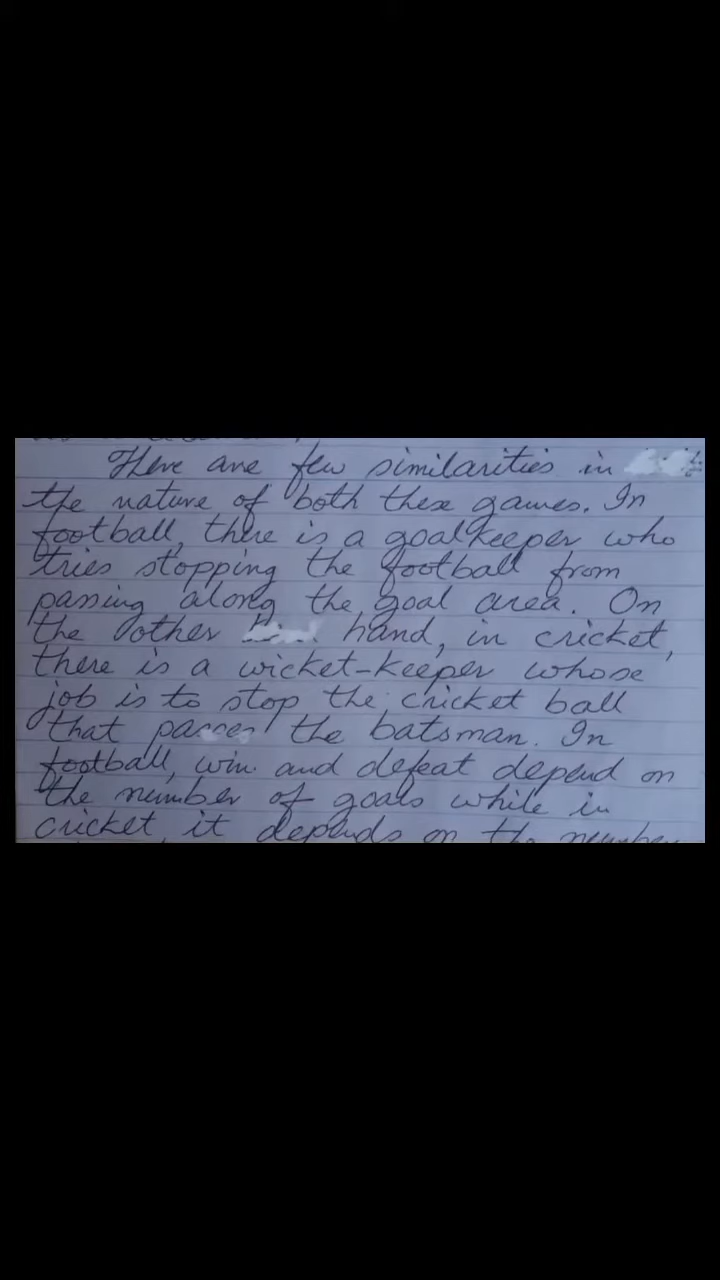 There are few similarities in
the nature of both these games. In
football, there is a goalkeeper who
tries stopping the football from
passing along the goal area. On
the other hand, in cricket,
there is a wicket-keeper whose
job is to stop the cricket ball
that passes the batsman. In
football, win and defeat depend on
the number of goals while in
cricket, it depends on the number